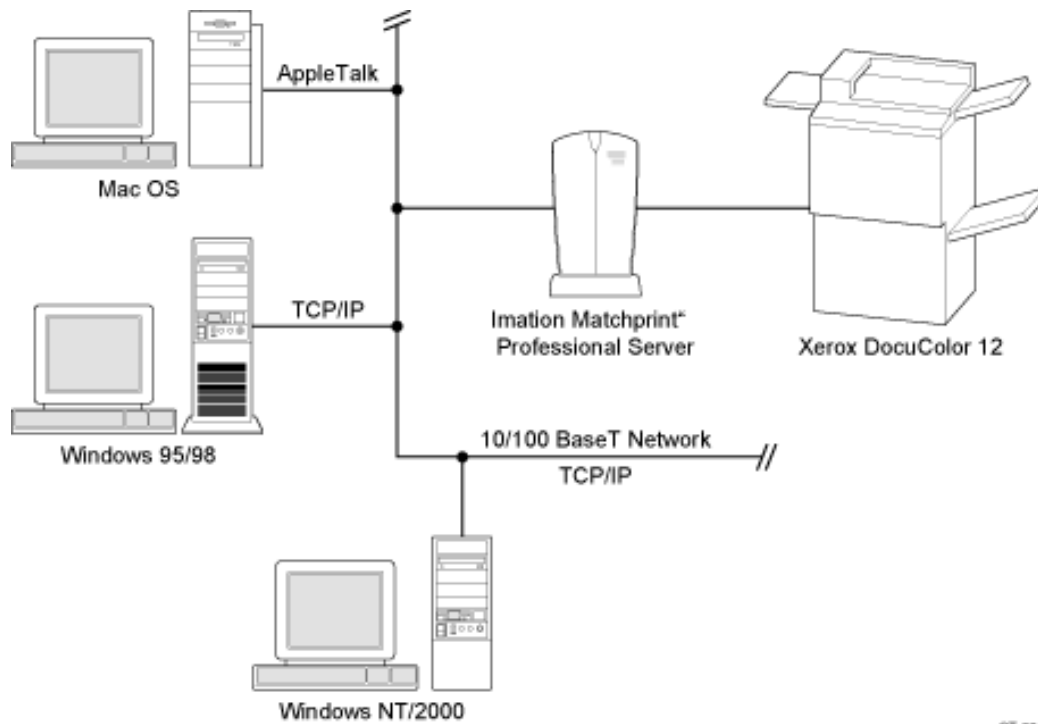 AppleTalk
Mac OS
TCP/IP
Windows 95/98
Imation Matchprint
Professional Server
Xerox DocuColor 12
10/100 BaseT Network
TCP/IP
Windows NT/2000